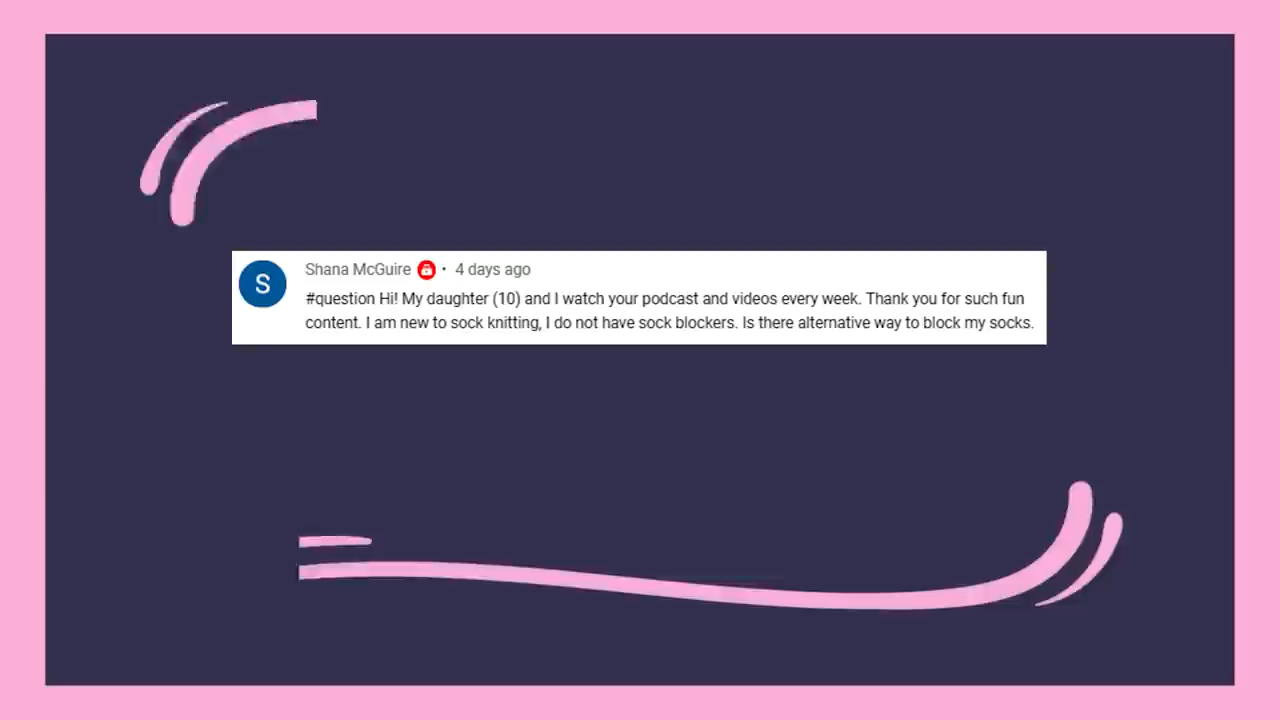 S
Shana McGuire • 4 days ago
#question Hi! My daughter (10) and I watch your podcast and videos every week. Thank you for such fun
content. I am new to sock knitting, I do not have sock blockers. Is there alternative way to block my socks.